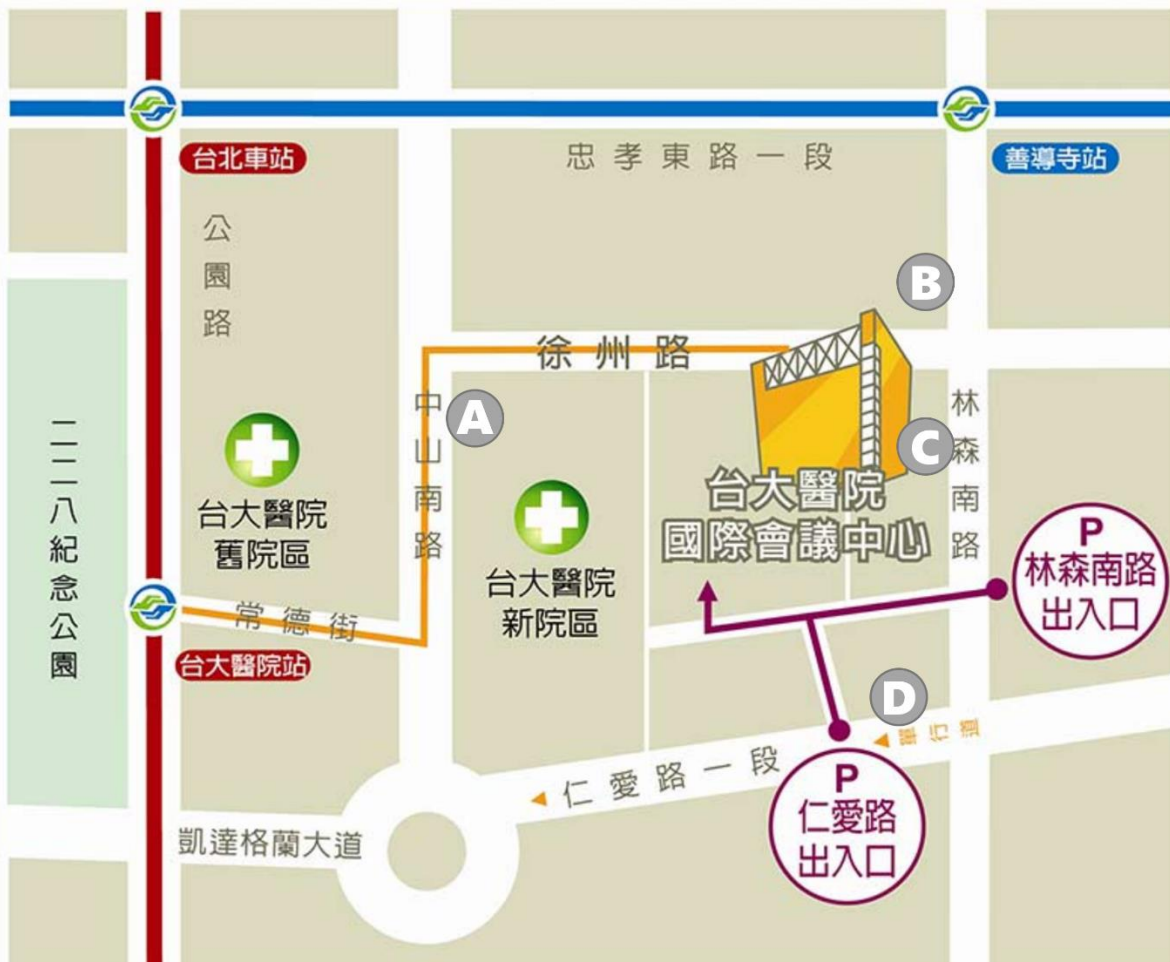 台北車站
忠孝東路一段
善導寺站
公園路
B
徐州路
中山南路
A
林森南路
C
二二八紀念公園
台大醫院
舊院區
台大醫院
國際會議中心
台大醫院
新院區
P
林森南路
出入口
常德街
台大醫院站
D
單行道
仁愛路一段
P
仁愛路
出入口
凱達格蘭大道